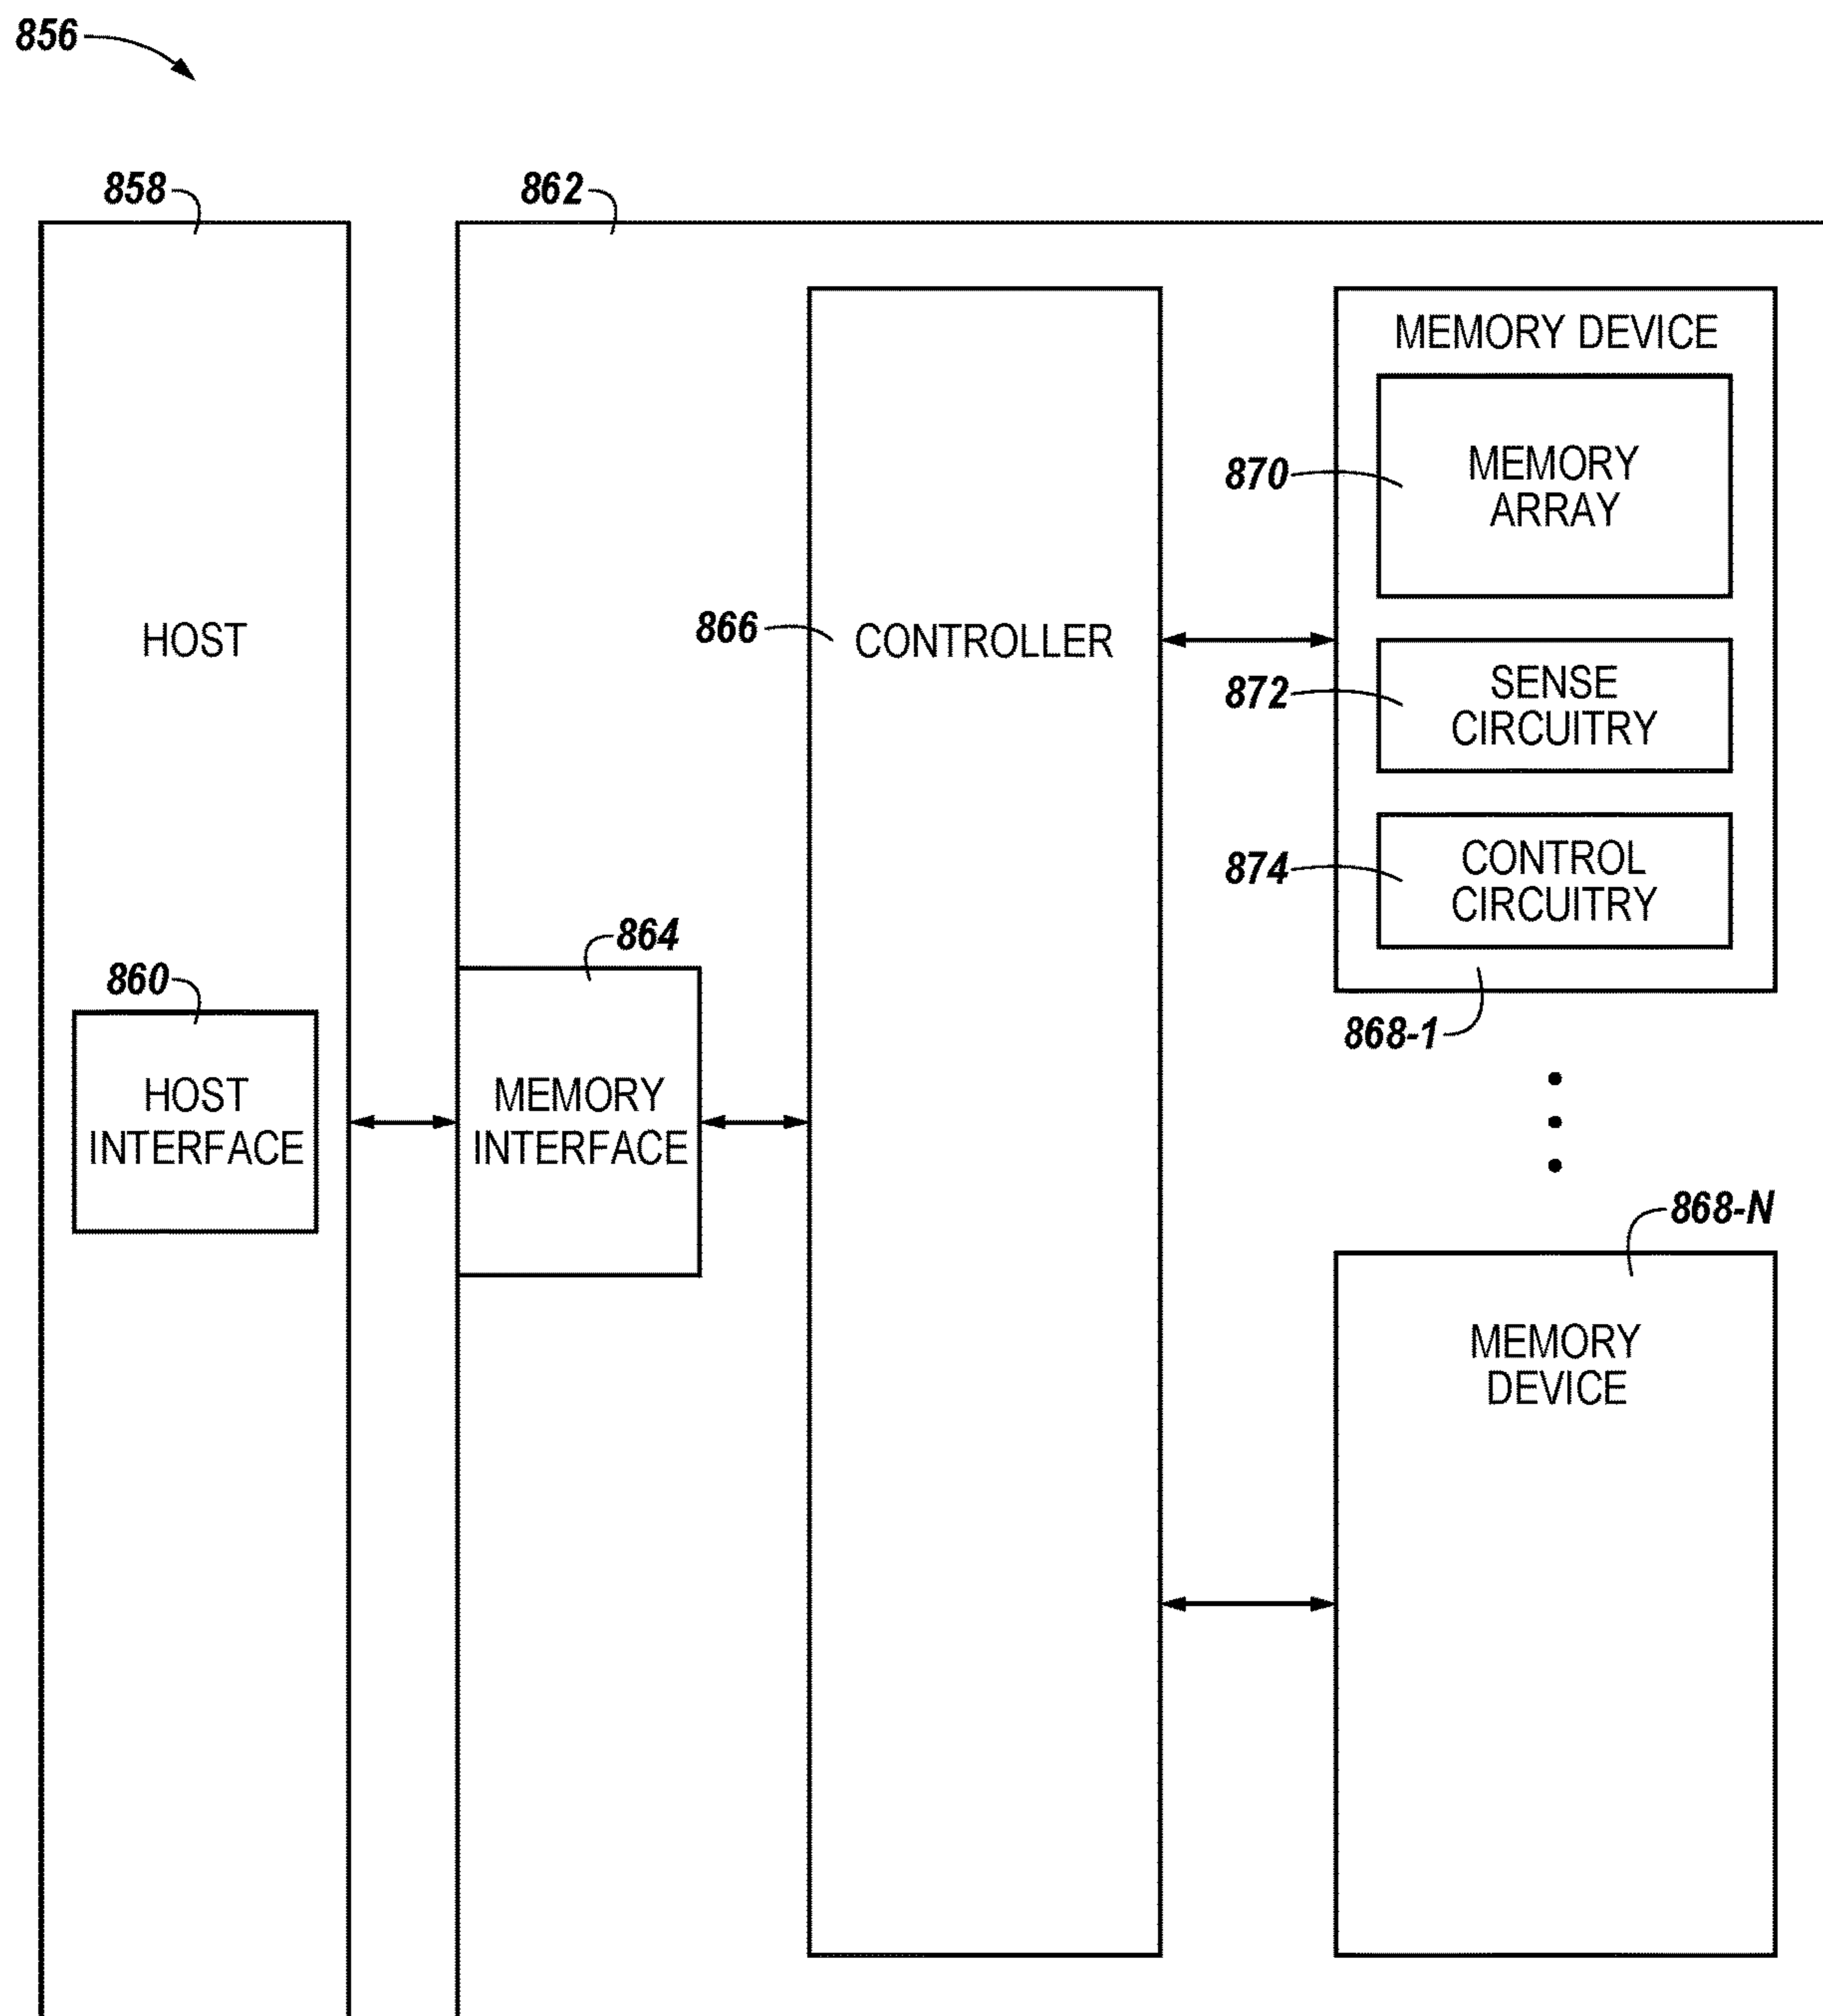 856
858
862
MEMORY DEVICE
870
MEMORY
ARRAY
HOST
866
CONTROLLER
872
SENSE
CIRCUITRY
874
CONTROL
CIRCUITRY
864
860
868-1
HOST
INTERFACE
MEMORY
INTERFACE
868-N
MEMORY
DEVICE